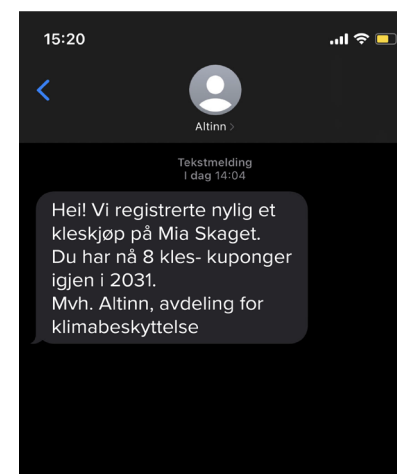 15:20
Altinn >
Tekstmelding
I dag 14:04
Hei! Vi registrerte nylig et
kleskjøp på Mia Skaget.
Du har nå 8 kles- kuponger
igjen i 2031.
Mvh. Altinn, avdeling for
klimabeskyttelse